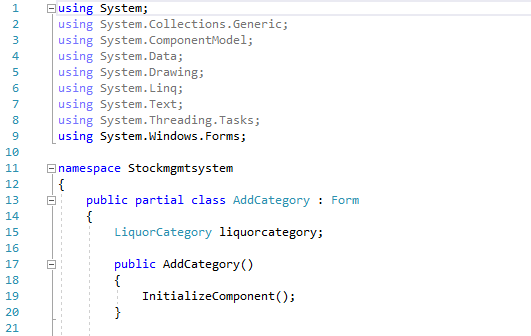 1 using System;
2 using System.Collections.Generic;
3 using System.ComponentModel;
4 using System.Data;
5 using System.Drawing;
6 using System.Linq;
7 using System.Text;
8 using System.Threading.Tasks;
9 using System.Windows.Forms;
10
11 namespace Stockmgmtsystem
12 {
13 public partial class AddCategory : Form
14 {
15 LiquorCategory liquorcategory;
16
17 public AddCategory()
18 {
19 InitializeComponent();
20 }
21